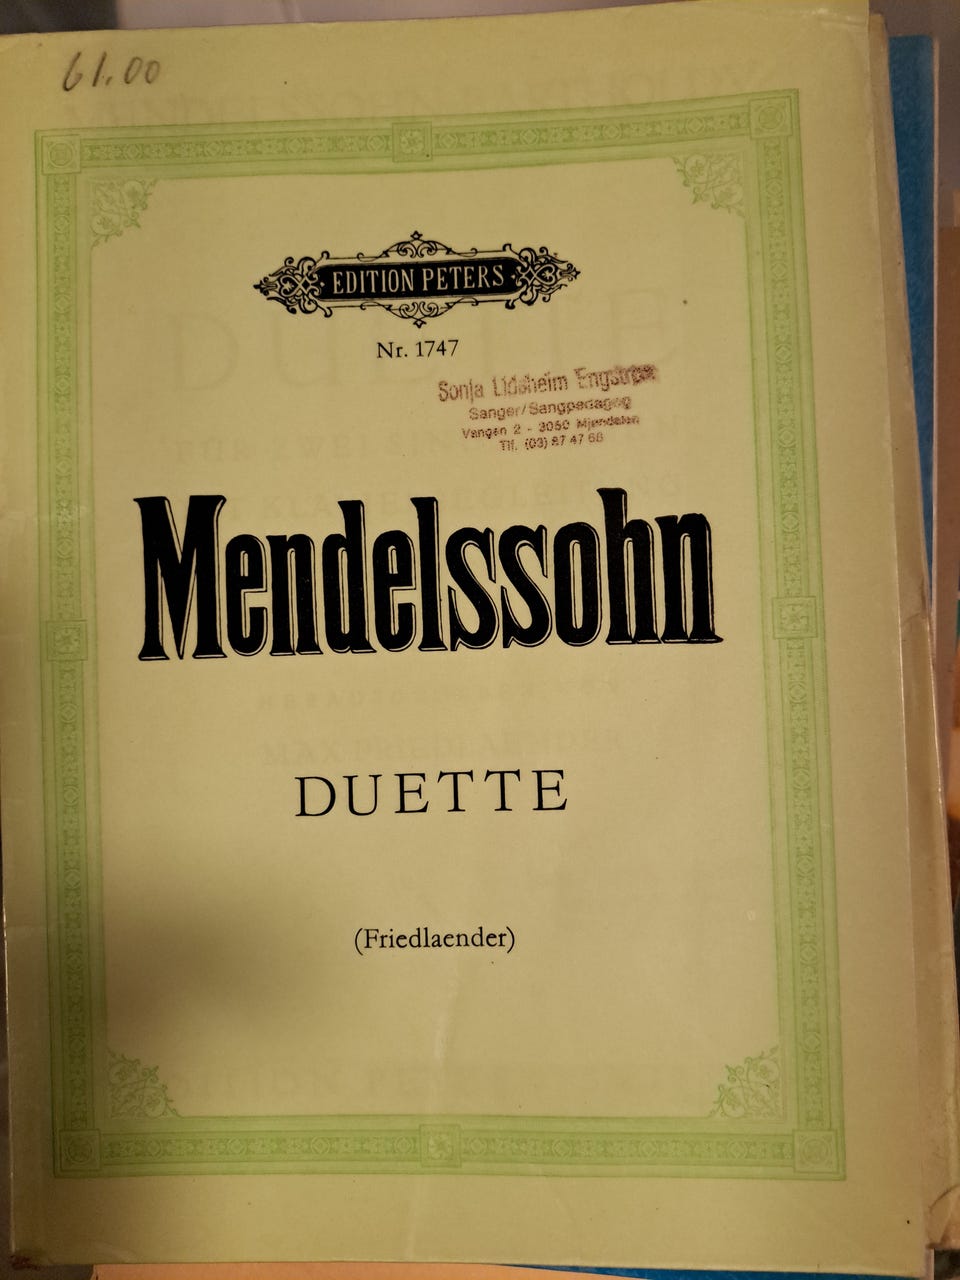 61.00
EDITION PETERS
Nr. 1747
Sonja Lidsheim Engstrøm
Sanger/Sangpedagog
Vangen 2 - 3050 Mjøndalen
Tlf. (03) 87 47 68
Mendelssohn
DUETTE
(Friedlaender)